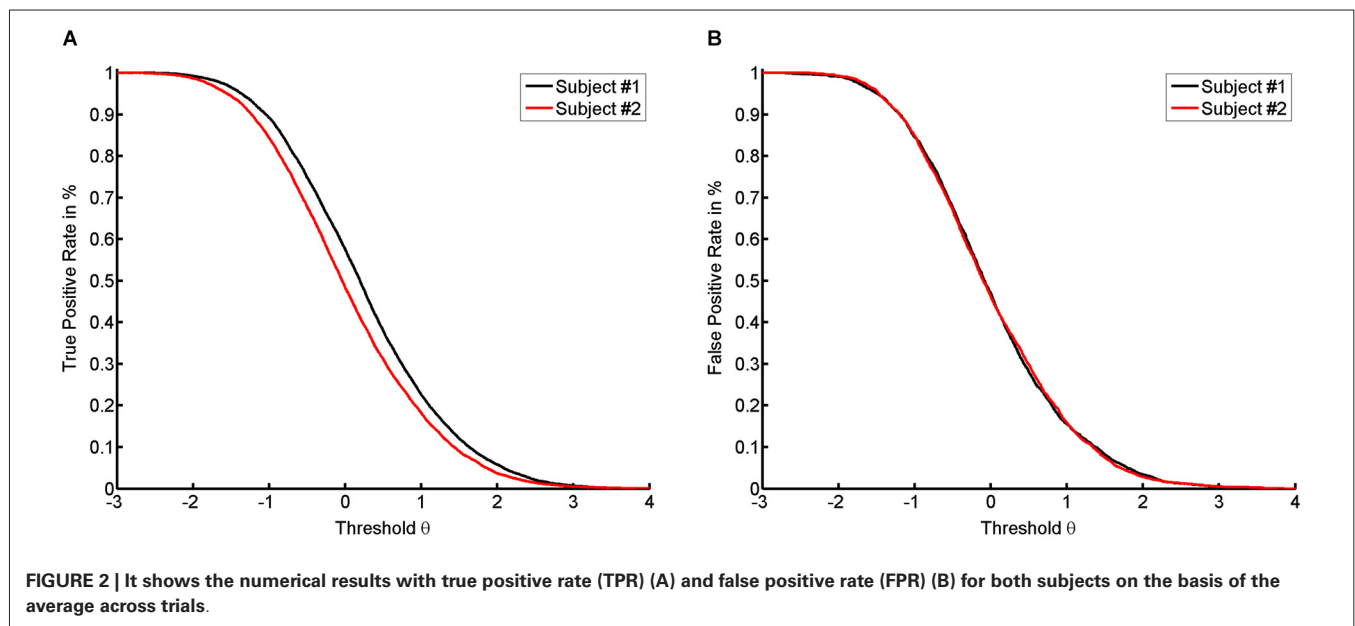 A
1
0.9
0.8
0.7
0.6
0.5
0.4
0.3
0.2
0.1
0
True Positive Rate in %
-3 -2 -1 0 1 2 3 4
Threshold θ
Subject #1
Subject #2
B
1
0.9
0.8
0.7
0.6
0.5
0.4
0.3
0.2
0.1
0
False Positive Rate in %
-3 -2 -1 0 1 2 3 4
Threshold θ
Subject #1
Subject #2
FIGURE 2 | It shows the numerical results with true positive rate (TPR) (A) and false positive rate (FPR) (B) for both subjects on the basis of the
average across trials.